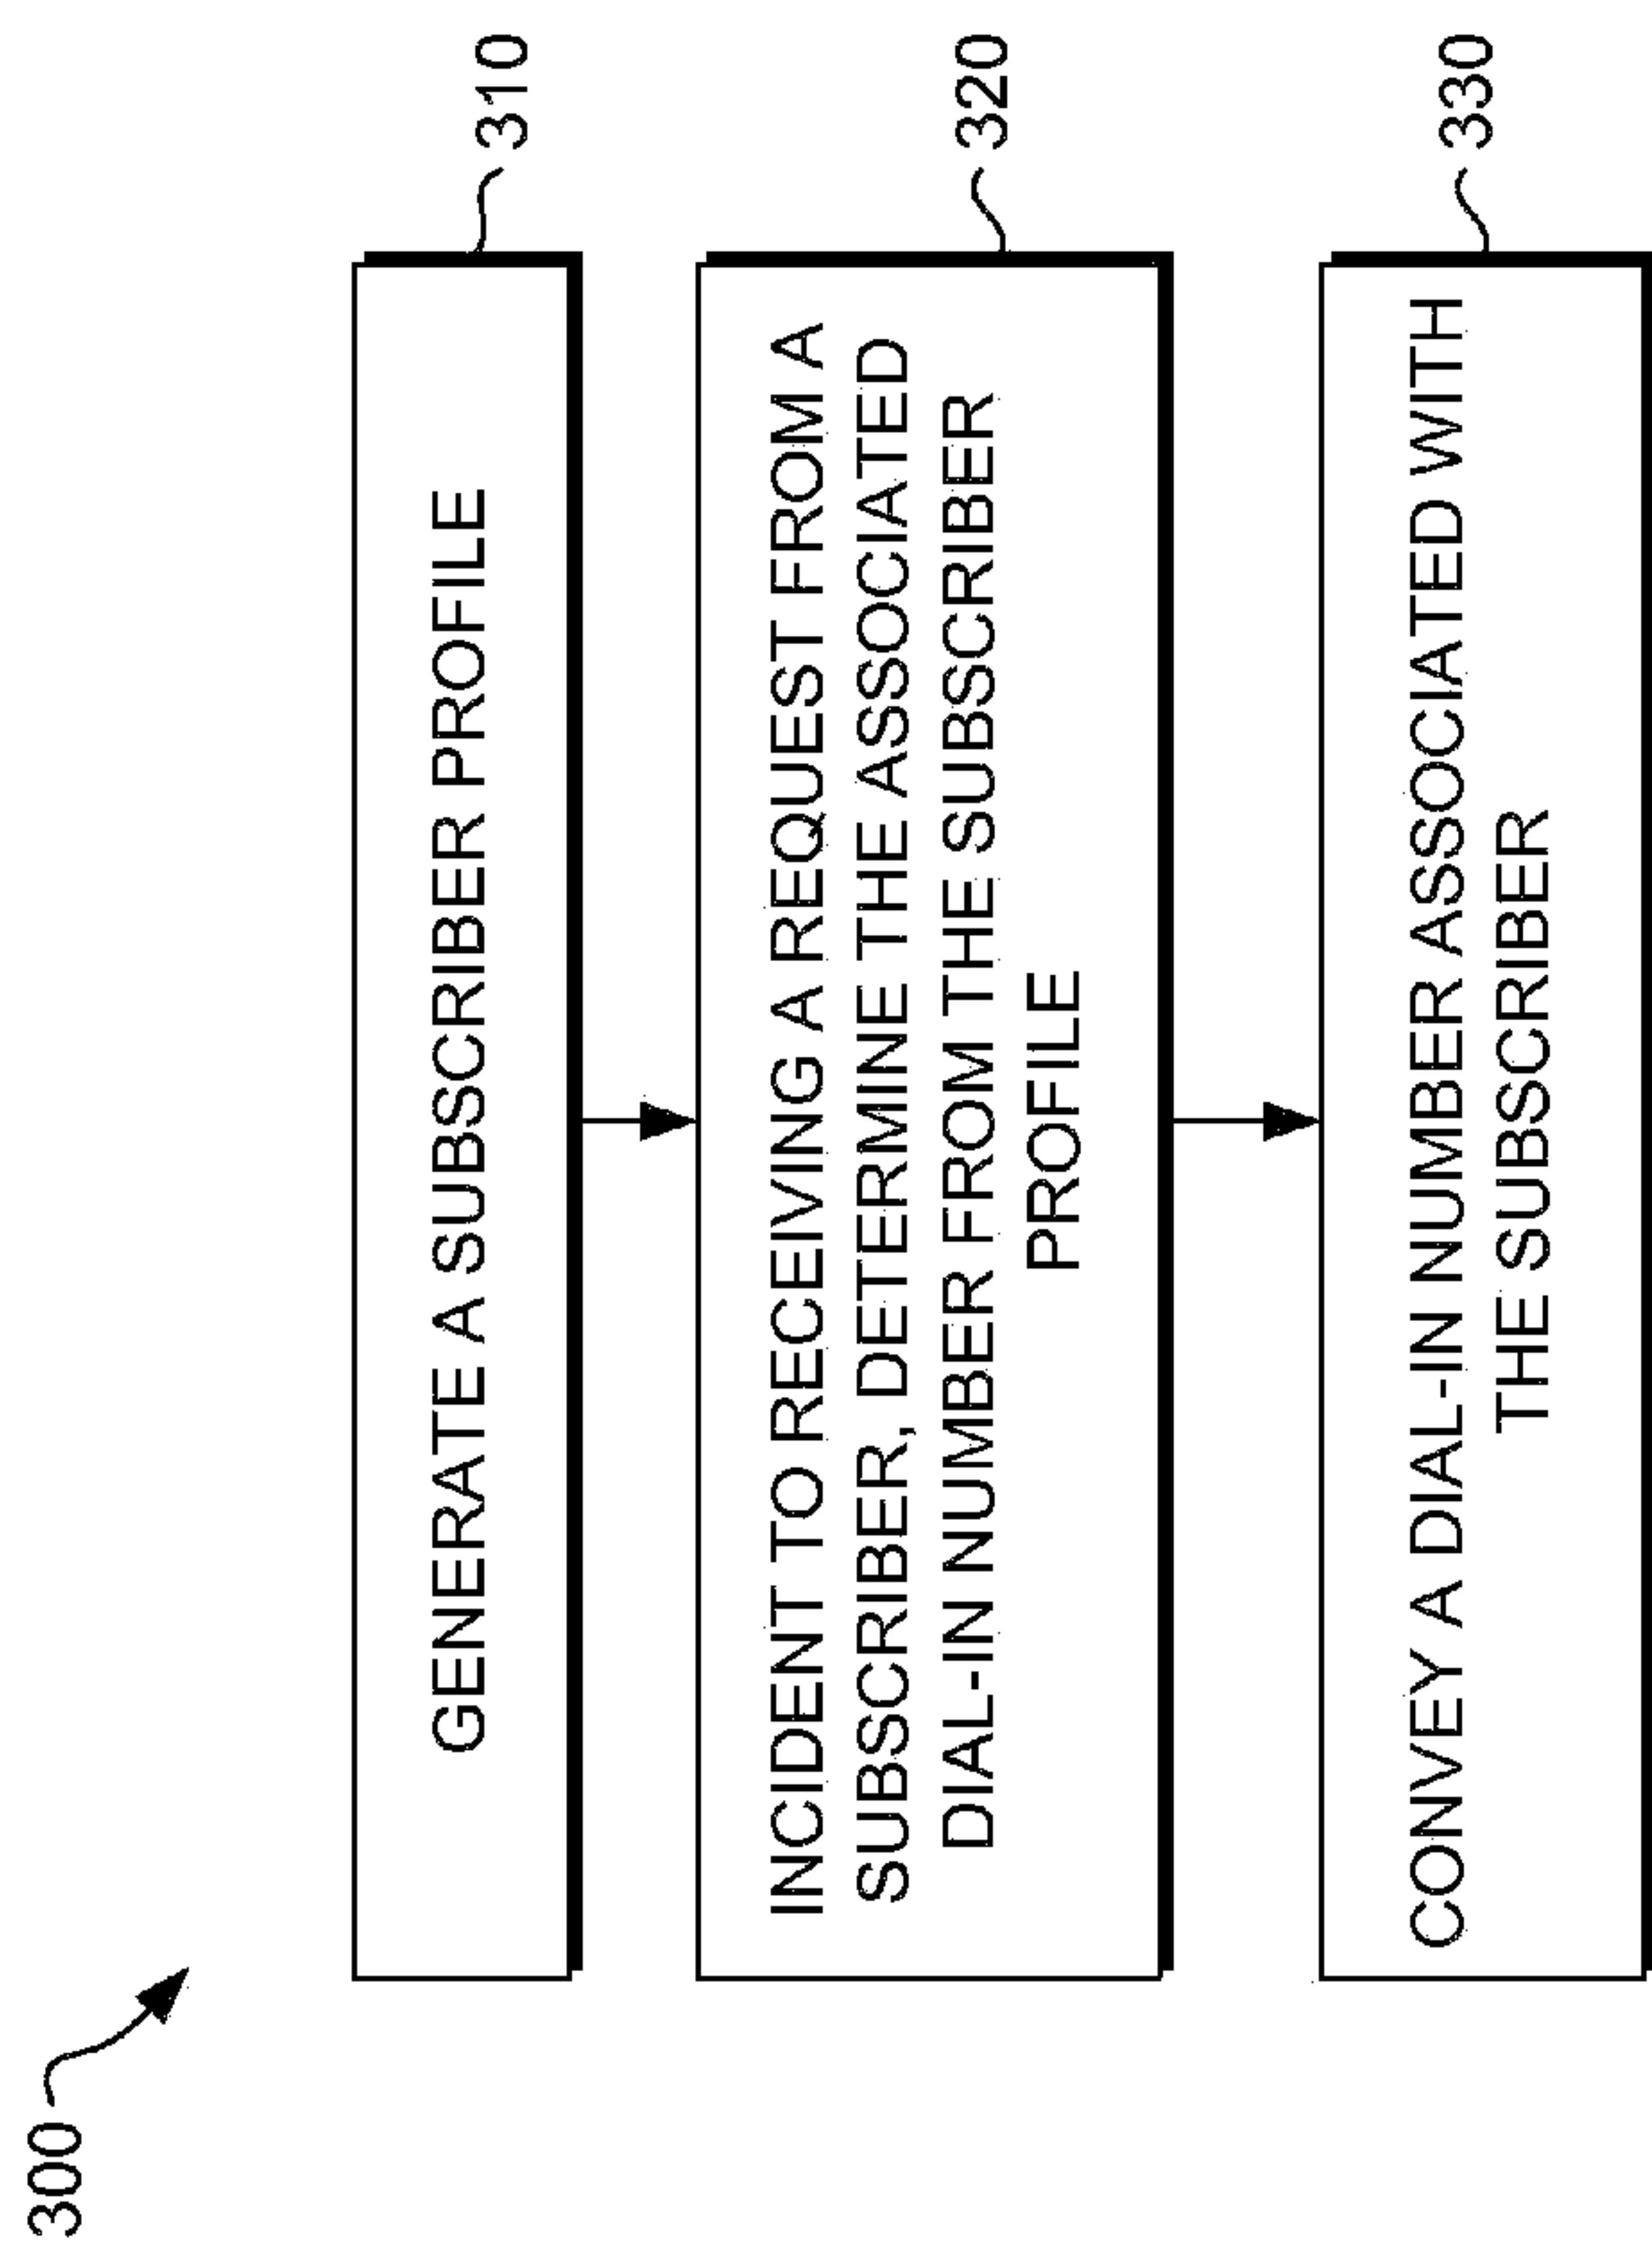 300
GENERATE A SUBSCRIBER PROFILE
310
INCIDENT TO RECEIVING A REQUEST FROM A
SUBSCRIBER, DETERMINE THE ASSOCIATED
DIAL-IN NUMBER FROM THE SUBSCRIBER
PROFILE
320
CONVEY A DIAL-IN NUMBER ASSOCIATED WITH
THE SUBSCRIBER
330